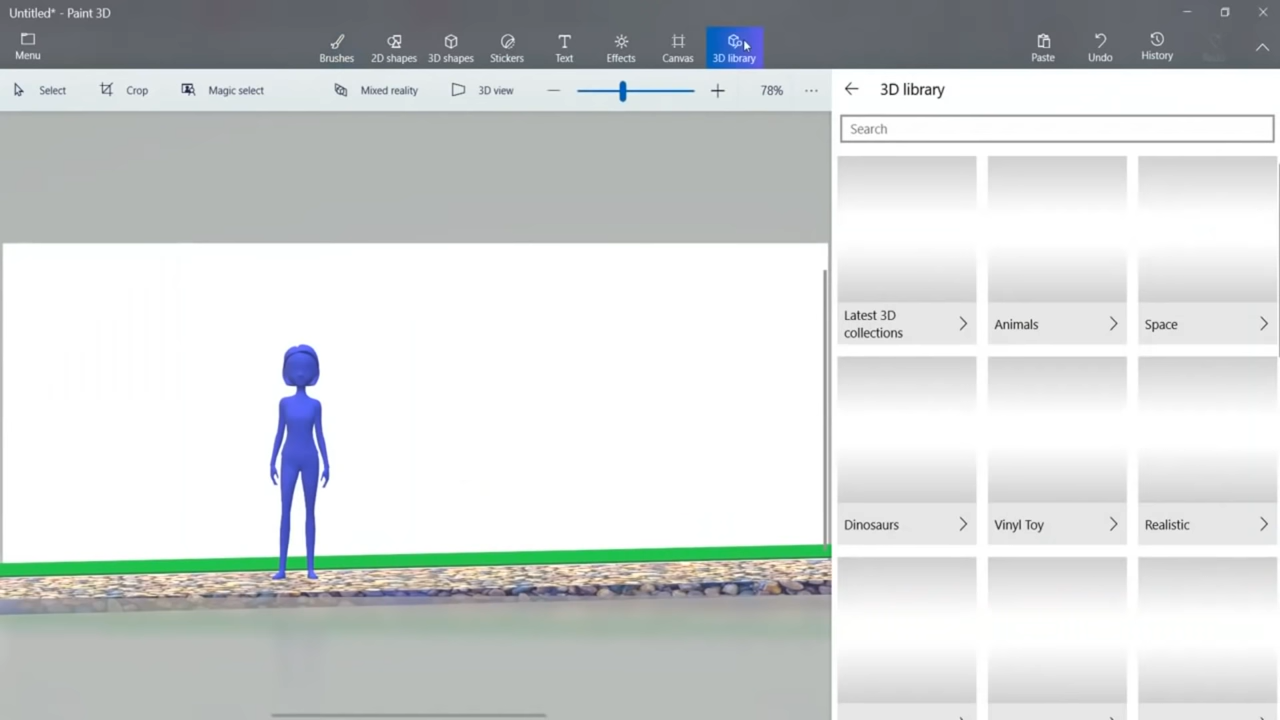 Untitled* - Paint 3D
Menu
Brushes
2D shapes
3D shapes
Stickers
Text
Effects
Canvas
3D library
Paste
Undo
History
Select
Crop
Magic select
Mixed reality
3D view
78%
3D library
Search
Latest 3D
collections
Animals
Space
Dinosaurs
Vinyl Toy
Realistic